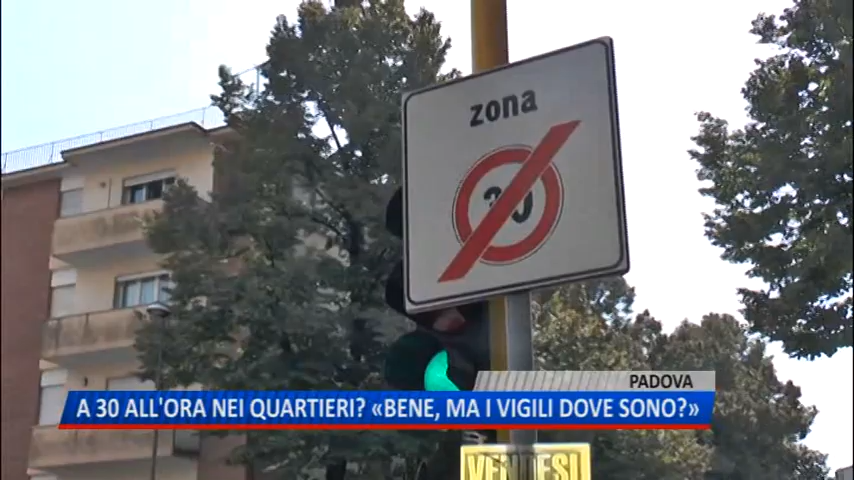 zona
30
PADOVA
A 30 ALL'ORA NEI QUARTIERI? «BENE, MA I VIGILI DOVE SONO?»
VENDESI